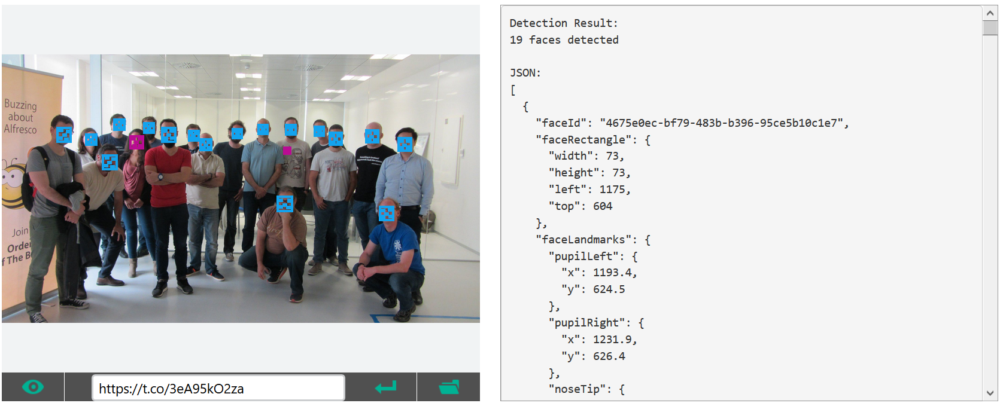 Buzzing
about
Alfresco
Join
Order
f The B
https://t.co/3eA95kO2za
Detection Result:
19 faces detected
JSON:
[
{
"faceId": "4675e0ec-bf79-483b-b396-95ce5b10c1e7",
"faceRectangle": {
"width": 73,
"height": 73,
"left": 1175,
"top": 604
},
"faceLandmarks": {
"pupilLeft": {
"x": 1193.4,
"y": 624.5
},
"pupilRight": {
"x": 1231.9,
"y": 626.4
},
"noseTip": {